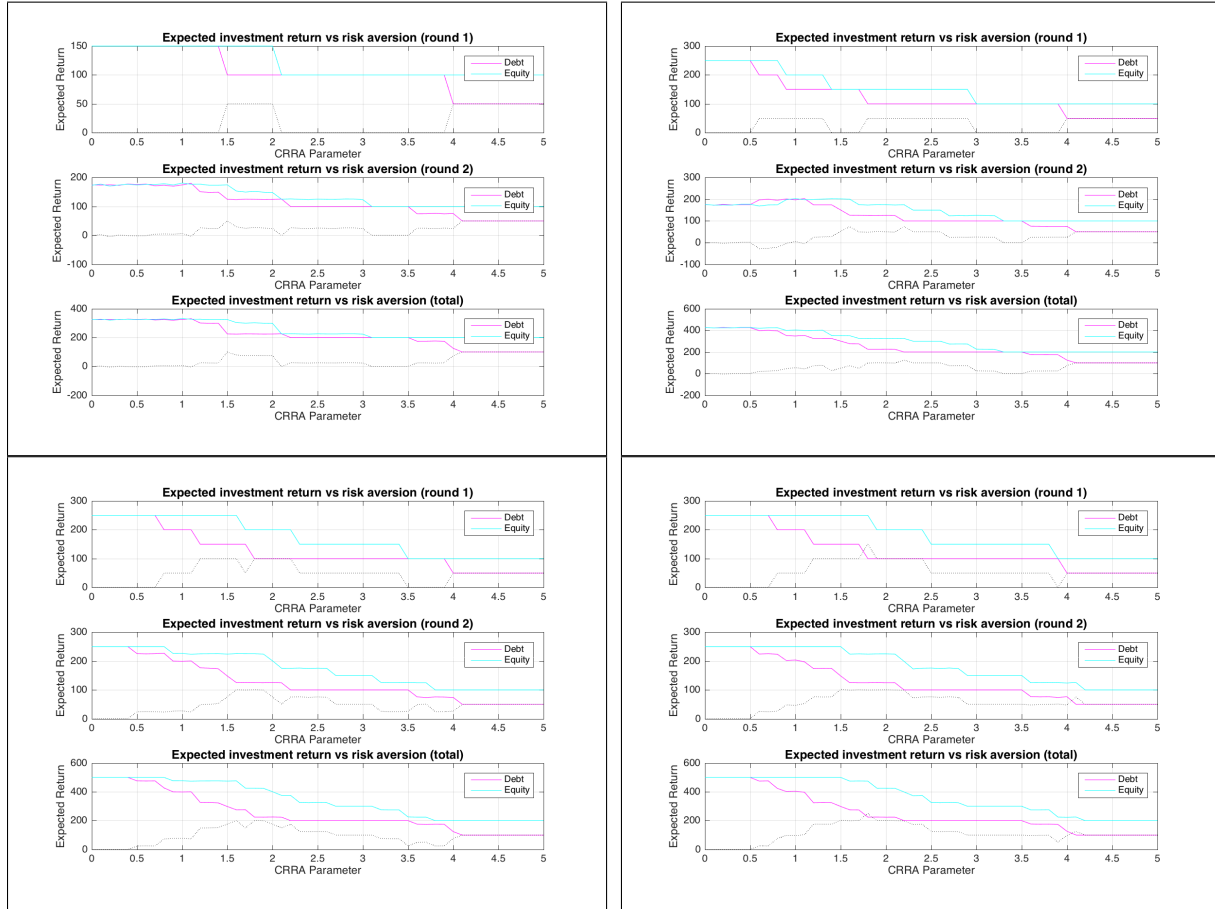 Expected investment return vs risk aversion (round 1)
Expected Return
150
100
50
0
Debt
Equity
0 0.5 1 1.5 2 2.5 3 3.5 4 4.5 5
CRRA Parameter
Expected investment return vs risk aversion (round 2)
Expected Return
200
100
0
-100
Debt
Equity
0 0.5 1 1.5 2 2.5 3 3.5 4 4.5 5
CRRA Parameter
Expected investment return vs risk aversion (total)
Expected Return
400
200
0
-200
Debt
Equity
0 0.5 1 1.5 2 2.5 3 3.5 4 4.5 5
CRRA Parameter
Expected investment return vs risk aversion (round 1)
Expected Return
300
200
100
0
Debt
Equity
0 0.5 1 1.5 2 2.5 3 3.5 4 4.5 5
CRRA Parameter
Expected investment return vs risk aversion (round 2)
Expected Return
300
200
100
0
-100
Debt
Equity
0 0.5 1 1.5 2 2.5 3 3.5 4 4.5 5
CRRA Parameter
Expected investment return vs risk aversion (total)
Expected Return
600
400
200
0
-200
Debt
Equity
0 0.5 1 1.5 2 2.5 3 3.5 4 4.5 5
CRRA Parameter
Expected investment return vs risk aversion (round 1)
Expected Return
300
200
100
0
Debt
Equity
0 0.5 1 1.5 2 2.5 3 3.5 4 4.5 5
CRRA Parameter
Expected investment return vs risk aversion (round 2)
Expected Return
300
200
100
0
Debt
Equity
0 0.5 1 1.5 2 2.5 3 3.5 4 4.5 5
CRRA Parameter
Expected investment return vs risk aversion (total)
Expected Return
600
400
200
0
Debt
Equity
0 0.5 1 1.5 2 2.5 3 3.5 4 4.5 5
CRRA Parameter
Expected investment return vs risk aversion (round 1)
Expected Return
300
200
100
0
Debt
Equity
0 0.5 1 1.5 2 2.5 3 3.5 4 4.5 5
CRRA Parameter
Expected investment return vs risk aversion (round 2)
Expected Return
300
200
100
0
Debt
Equity
0 0.5 1 1.5 2 2.5 3 3.5 4 4.5 5
CRRA Parameter
Expected investment return vs risk aversion (total)
Expected Return
600
400
200
0
Debt
Equity
0 0.5 1 1.5 2 2.5 3 3.5 4 4.5 5
CRRA Parameter